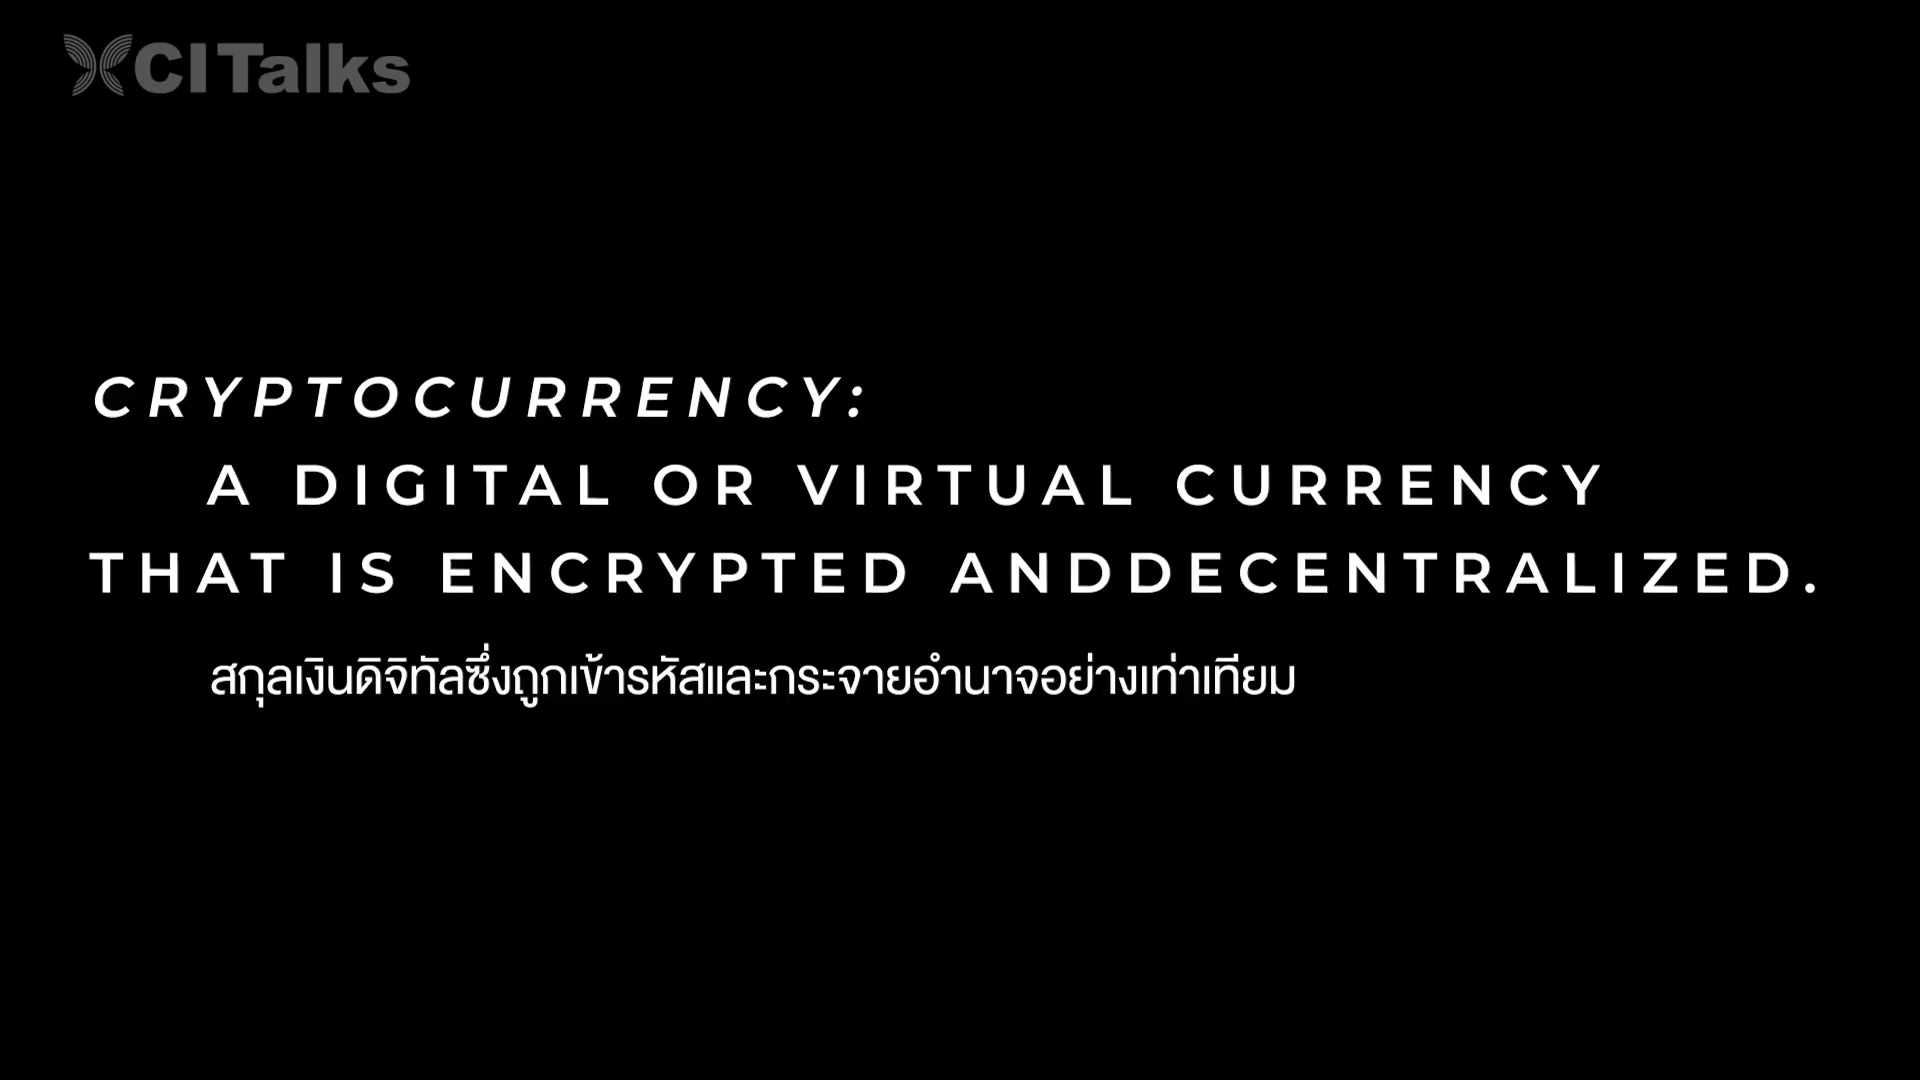 CI Talks
CRYPTOCURRENCY:
A DIGITAL OR VIRTUAL CURRENCY
THAT IS ENCRYPTED ANDDECENTRALIZED.
สกุลเงินดิจิทัลซึ่งถูกเข้ารหัสและกระจายอำนาจอย่างเท่าเทียม